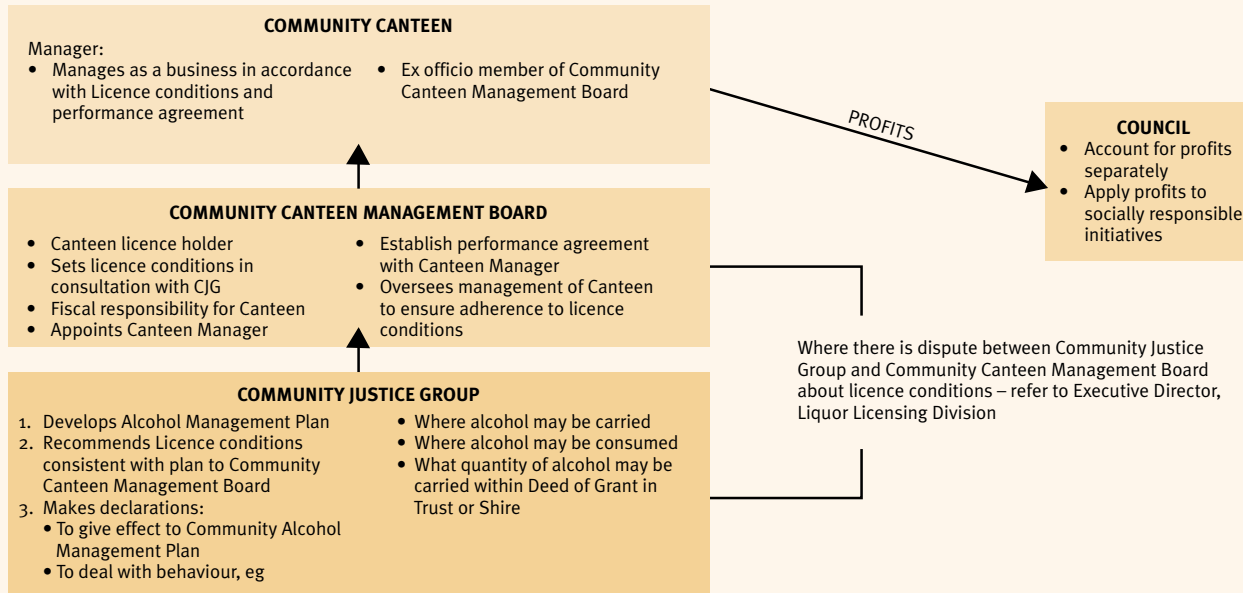 COMMUNITY CANTEEN
Manager:
• Manages as a business in accordance
with Licence conditions and
performance agreement
• Ex officio member of Community
Canteen Management Board
PROFITS
COUNCIL
• Account for profits
separately
• Apply profits to
socially responsible
initiatives
COMMUNITY CANTEEN MANAGEMENT BOARD
• Canteen licence holder
• Sets licence conditions in
consultation with CJG
• Fiscal responsibility for Canteen
• Appoints Canteen Manager
• Establish performance agreement
with Canteen Manager
• Oversees management of Canteen
to ensure adherence to licence
conditions
Where there is dispute between Community Justice
Group and Community Canteen Management Board
about licence conditions – refer to Executive Director,
Liquor Licensing Division
COMMUNITY JUSTICE GROUP
1. Develops Alcohol Management Plan
2. Recommends Licence conditions
consistent with plan to Community
Canteen Management Board
3. Makes declarations:
• To give effect to Community Alcohol
Management Plan
• To deal with behaviour, eg
• Where alcohol may be carried
• Where alcohol may be consumed
• What quantity of alcohol may be
carried within Deed of Grant in
Trust or Shire